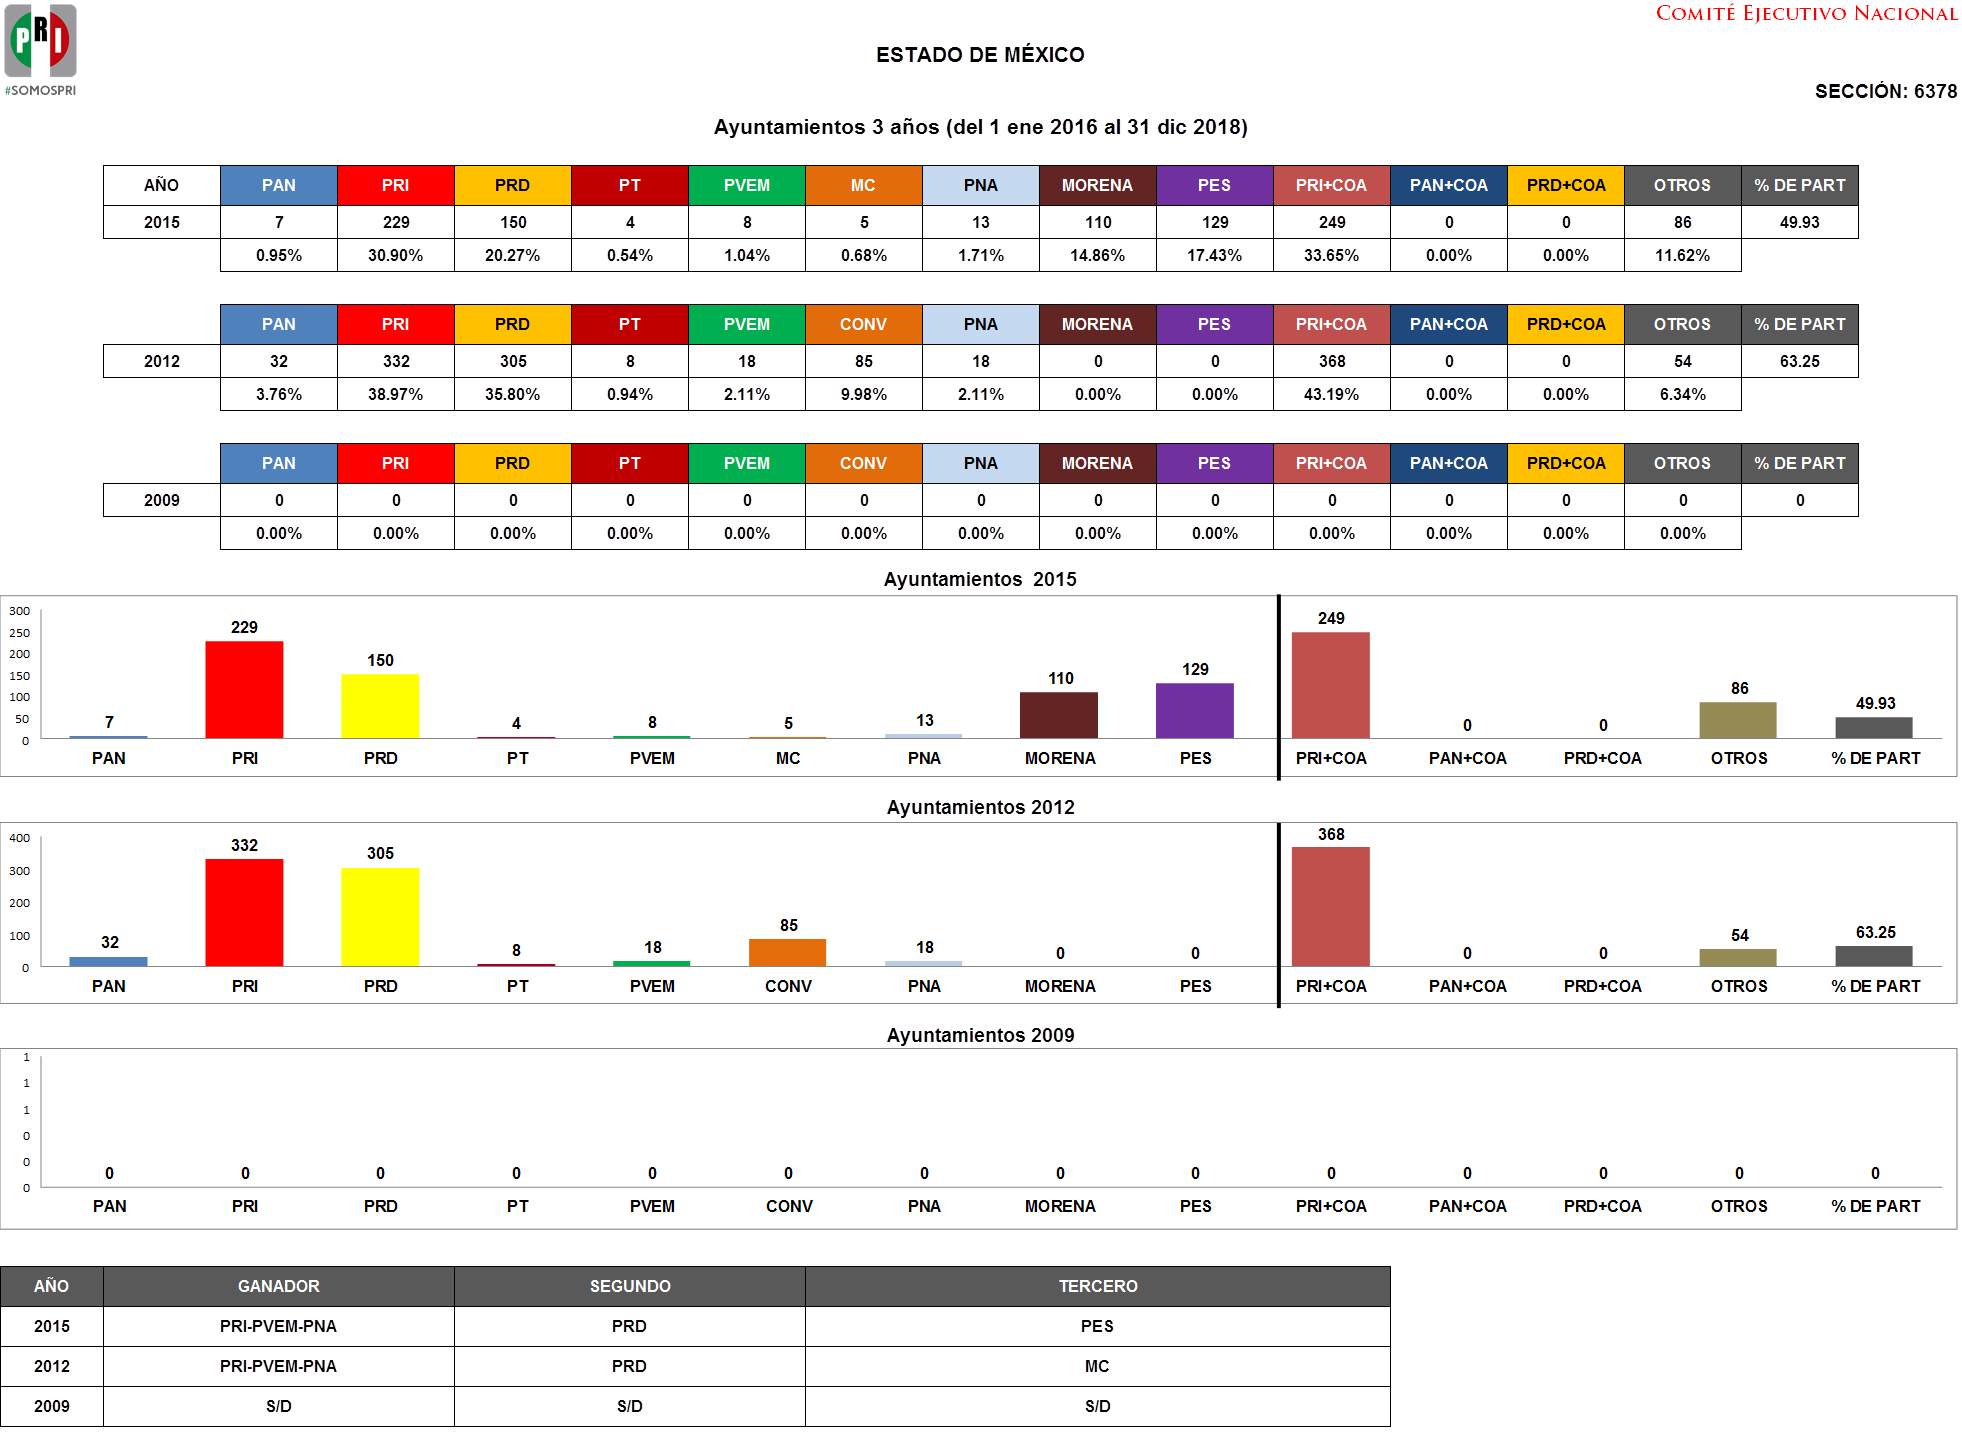 PRI
#SOMOSPRI
COMITÉ EJECUTIVO NACIONAL
ESTADO DE MÉXICO
SECCIÓN: 6378
Ayuntamientos 3 años (del 1 ene 2016 al 31 dic 2018)
AÑO PAN PRI PRD PT PVEM MC PNA MORENA PES PRI+COA PAN+COA PRD+COA OTROS % DE PART
2015 7 229 150 4 8 5 13 110 129 249 0 0 86 49.93
0.95% 30.90% 20.27% 0.54% 1.04% 0.68% 1.71% 14.86% 17.43% 33.65% 0.00% 0.00% 11.62%
PAN PRI PRD PT PVEM CONV PNA MORENA PES PRI+COA PAN+COA PRD+COA OTROS % DE PART
2012 32 332 305 8 18 85 18 0 0 368 0 0 54 63.25
3.76% 38.97% 35.80% 0.94% 2.11% 9.98% 2.11% 0.00% 0.00% 43.19% 0.00% 0.00% 6.34%
PAN PRI PRD PT PVEM CONV PNA MORENA PES PRI+COA PAN+COA PRD+COA OTROS % DE PART
2009 0 0 0 0 0 0 0 0 0 0 0 0 0 0
0.00% 0.00% 0.00% 0.00% 0.00% 0.00% 0.00% 0.00% 0.00% 0.00% 0.00% 0.00% 0.00%
Ayuntamientos 2015
300
250
200
150
100
50
0
7 229 150 4 8 5 13 110 129 249 0 0 86 49.93
PAN PRI PRD PT PVEM MC PNA MORENA PES PRI+COA PAN+COA PRD+COA OTROS % DE PART
Ayuntamientos 2012
400
300
200
100
0
32 332 305 8 18 85 18 0 0 368 0 0 54 63.25
PAN PRI PRD PT PVEM CONV PNA MORENA PES PRI+COA PAN+COA PRD+COA OTROS % DE PART
Ayuntamientos 2009
1
1
1
0
0
0
0 0 0 0 0 0 0 0 0 0 0 0 0 0
PAN PRI PRD PT PVEM CONV PNA MORENA PES PRI+COA PAN+COA PRD+COA OTROS % DE PART
AÑO GANADOR SEGUNDO TERCERO
2015 PRI-PVEM-PNA PRD PES
2012 PRI-PVEM-PNA PRD MC
2009 S/D S/D S/D